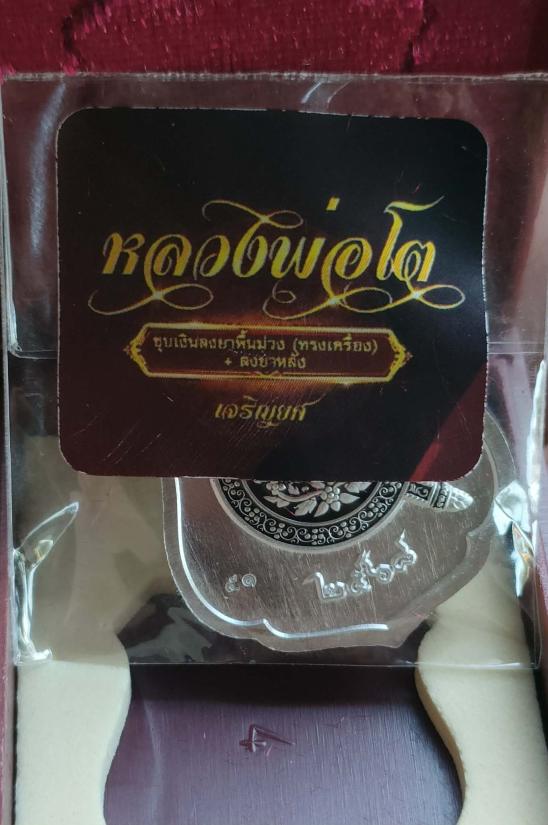 หลวงพ่อโต
ชุบเงินลงยาพื้นม่วง (ทรงเครื่อง)
+ ลงยาหลัง
เจริญยศ
๕๑ ๒๕๖๘